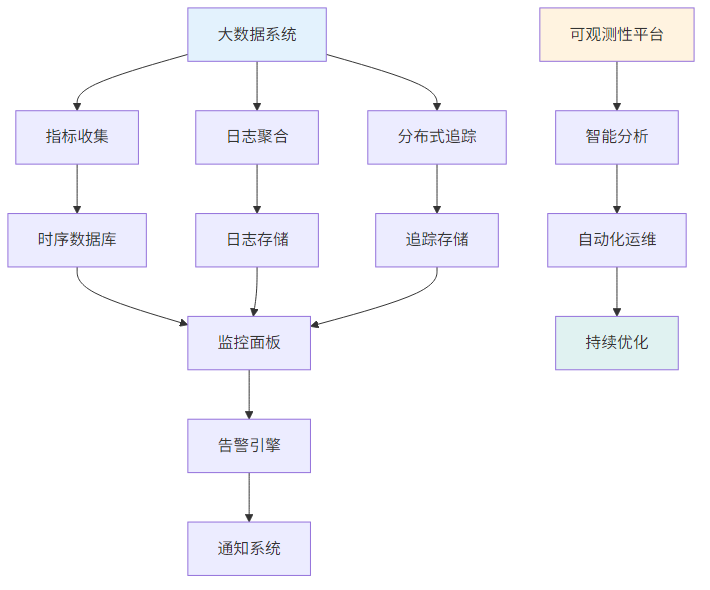 大数据系统
可观测性平台
指标收集
日志聚合
分布式追踪
智能分析
时序数据库
日志存储
追踪存储
自动化运维
监控面板
持续优化
告警引擎
通知系统